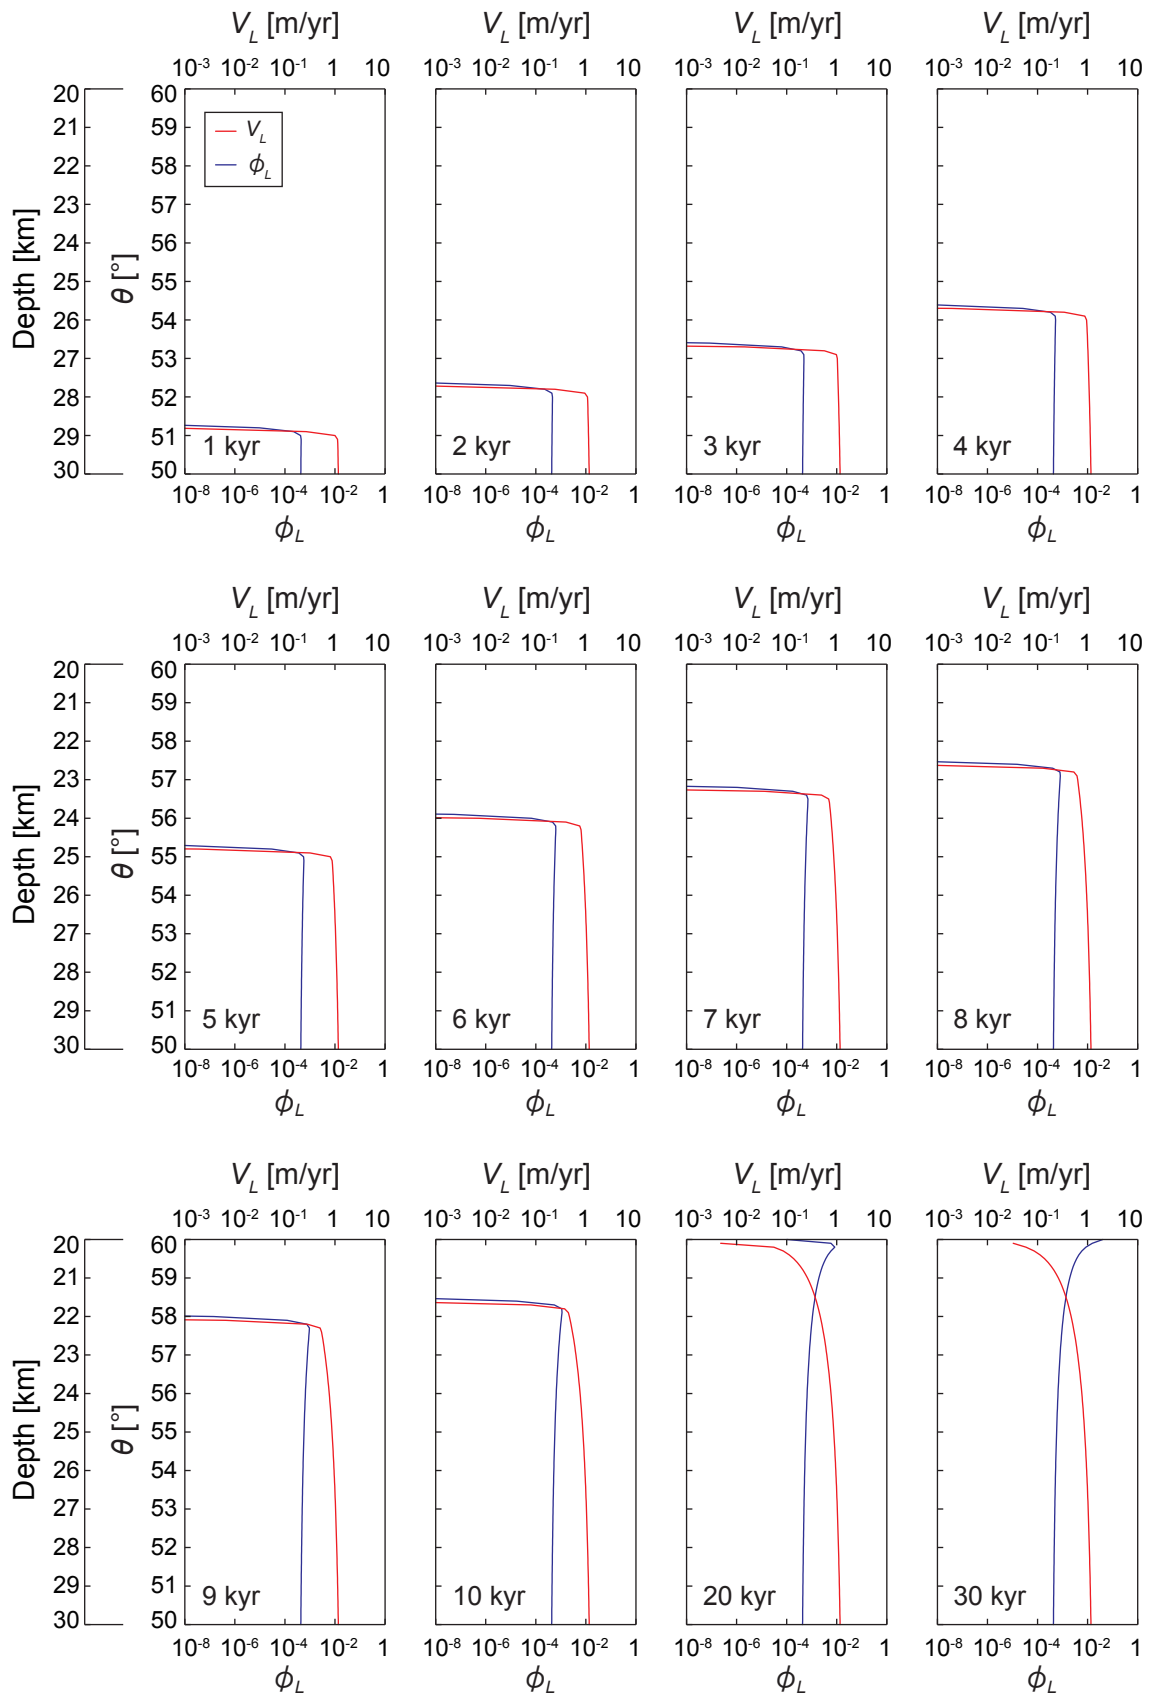 V_L [m/yr] V_L [m/yr] V_L [m/yr] V_L [m/yr]
10^-3 10^-2 10^-1 1 10 10^-3 10^-2 10^-1 1 10 10^-3 10^-2 10^-1 1 10 10^-3 10^-2 10^-1 1 10
20 60
21 59
V_L
22 58
ϕ_L
23 57
24 56
Depth [km] θ [°]
25 55
26 54
27 53
28 52
29 51
1 kyr 2 kyr 3 kyr 4 kyr
30 50
10^-8 10^-6 10^-4 10^-2 1 10^-8 10^-6 10^-4 10^-2 1 10^-8 10^-6 10^-4 10^-2 1 10^-8 10^-6 10^-4 10^-2 1
ϕ_L ϕ_L ϕ_L ϕ_L
V_L [m/yr] V_L [m/yr] V_L [m/yr] V_L [m/yr]
10^-3 10^-2 10^-1 1 10 10^-3 10^-2 10^-1 1 10 10^-3 10^-2 10^-1 1 10 10^-3 10^-2 10^-1 1 10
20 60
21 59
22 58
23 57
24 56
Depth [km] θ [°]
25 55
26 54
27 53
28 52
29 51
5 kyr 6 kyr 7 kyr 8 kyr
30 50
10^-8 10^-6 10^-4 10^-2 1 10^-8 10^-6 10^-4 10^-2 1 10^-8 10^-6 10^-4 10^-2 1 10^-8 10^-6 10^-4 10^-2 1
ϕ_L ϕ_L ϕ_L ϕ_L
V_L [m/yr] V_L [m/yr] V_L [m/yr] V_L [m/yr]
10^-3 10^-2 10^-1 1 10 10^-3 10^-2 10^-1 1 10 10^-3 10^-2 10^-1 1 10 10^-3 10^-2 10^-1 1 10
20 60
21 59
22 58
23 57
24 56
Depth [km] θ [°]
25 55
26 54
27 53
28 52
29 51
9 kyr 10 kyr 20 kyr 30 kyr
30 50
10^-8 10^-6 10^-4 10^-2 1 10^-8 10^-6 10^-4 10^-2 1 10^-8 10^-6 10^-4 10^-2 1 10^-8 10^-6 10^-4 10^-2 1
ϕ_L ϕ_L ϕ_L ϕ_L